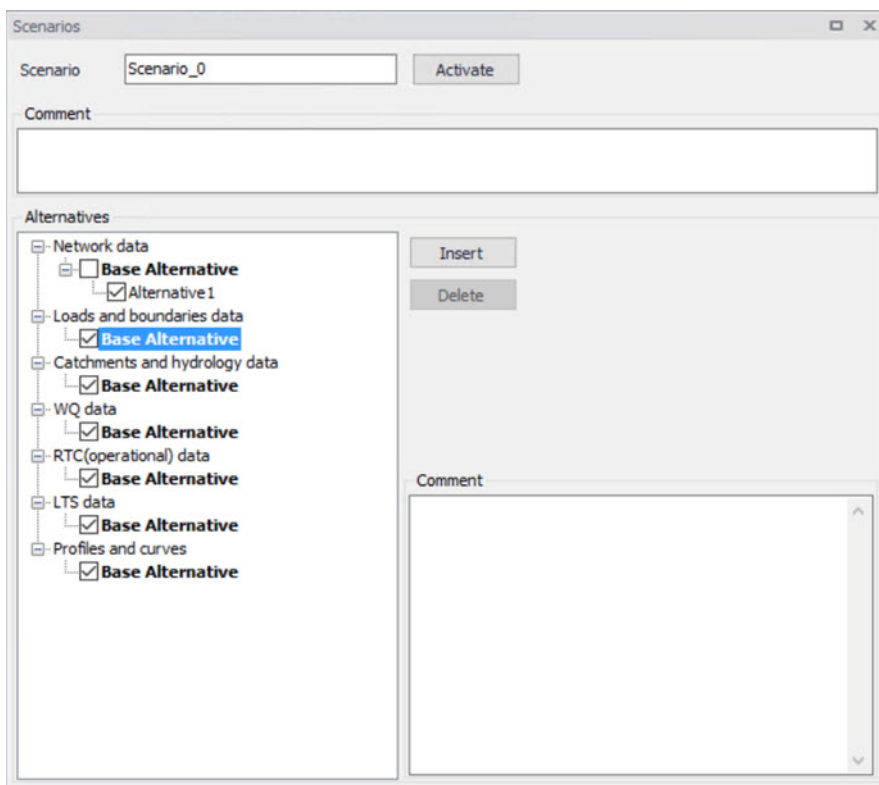 Scenarios
Scenario Scenario_0 Activate
Comment
Alternatives
Network data
Base Alternative
Alternative1
Loads and boundaries data
Base Alternative
Catchments and hydrology data
Base Alternative
WQ data
Base Alternative
RTC(operational) data
Base Alternative
LTS data
Base Alternative
Profiles and curves
Base Alternative
Insert
Delete
Comment